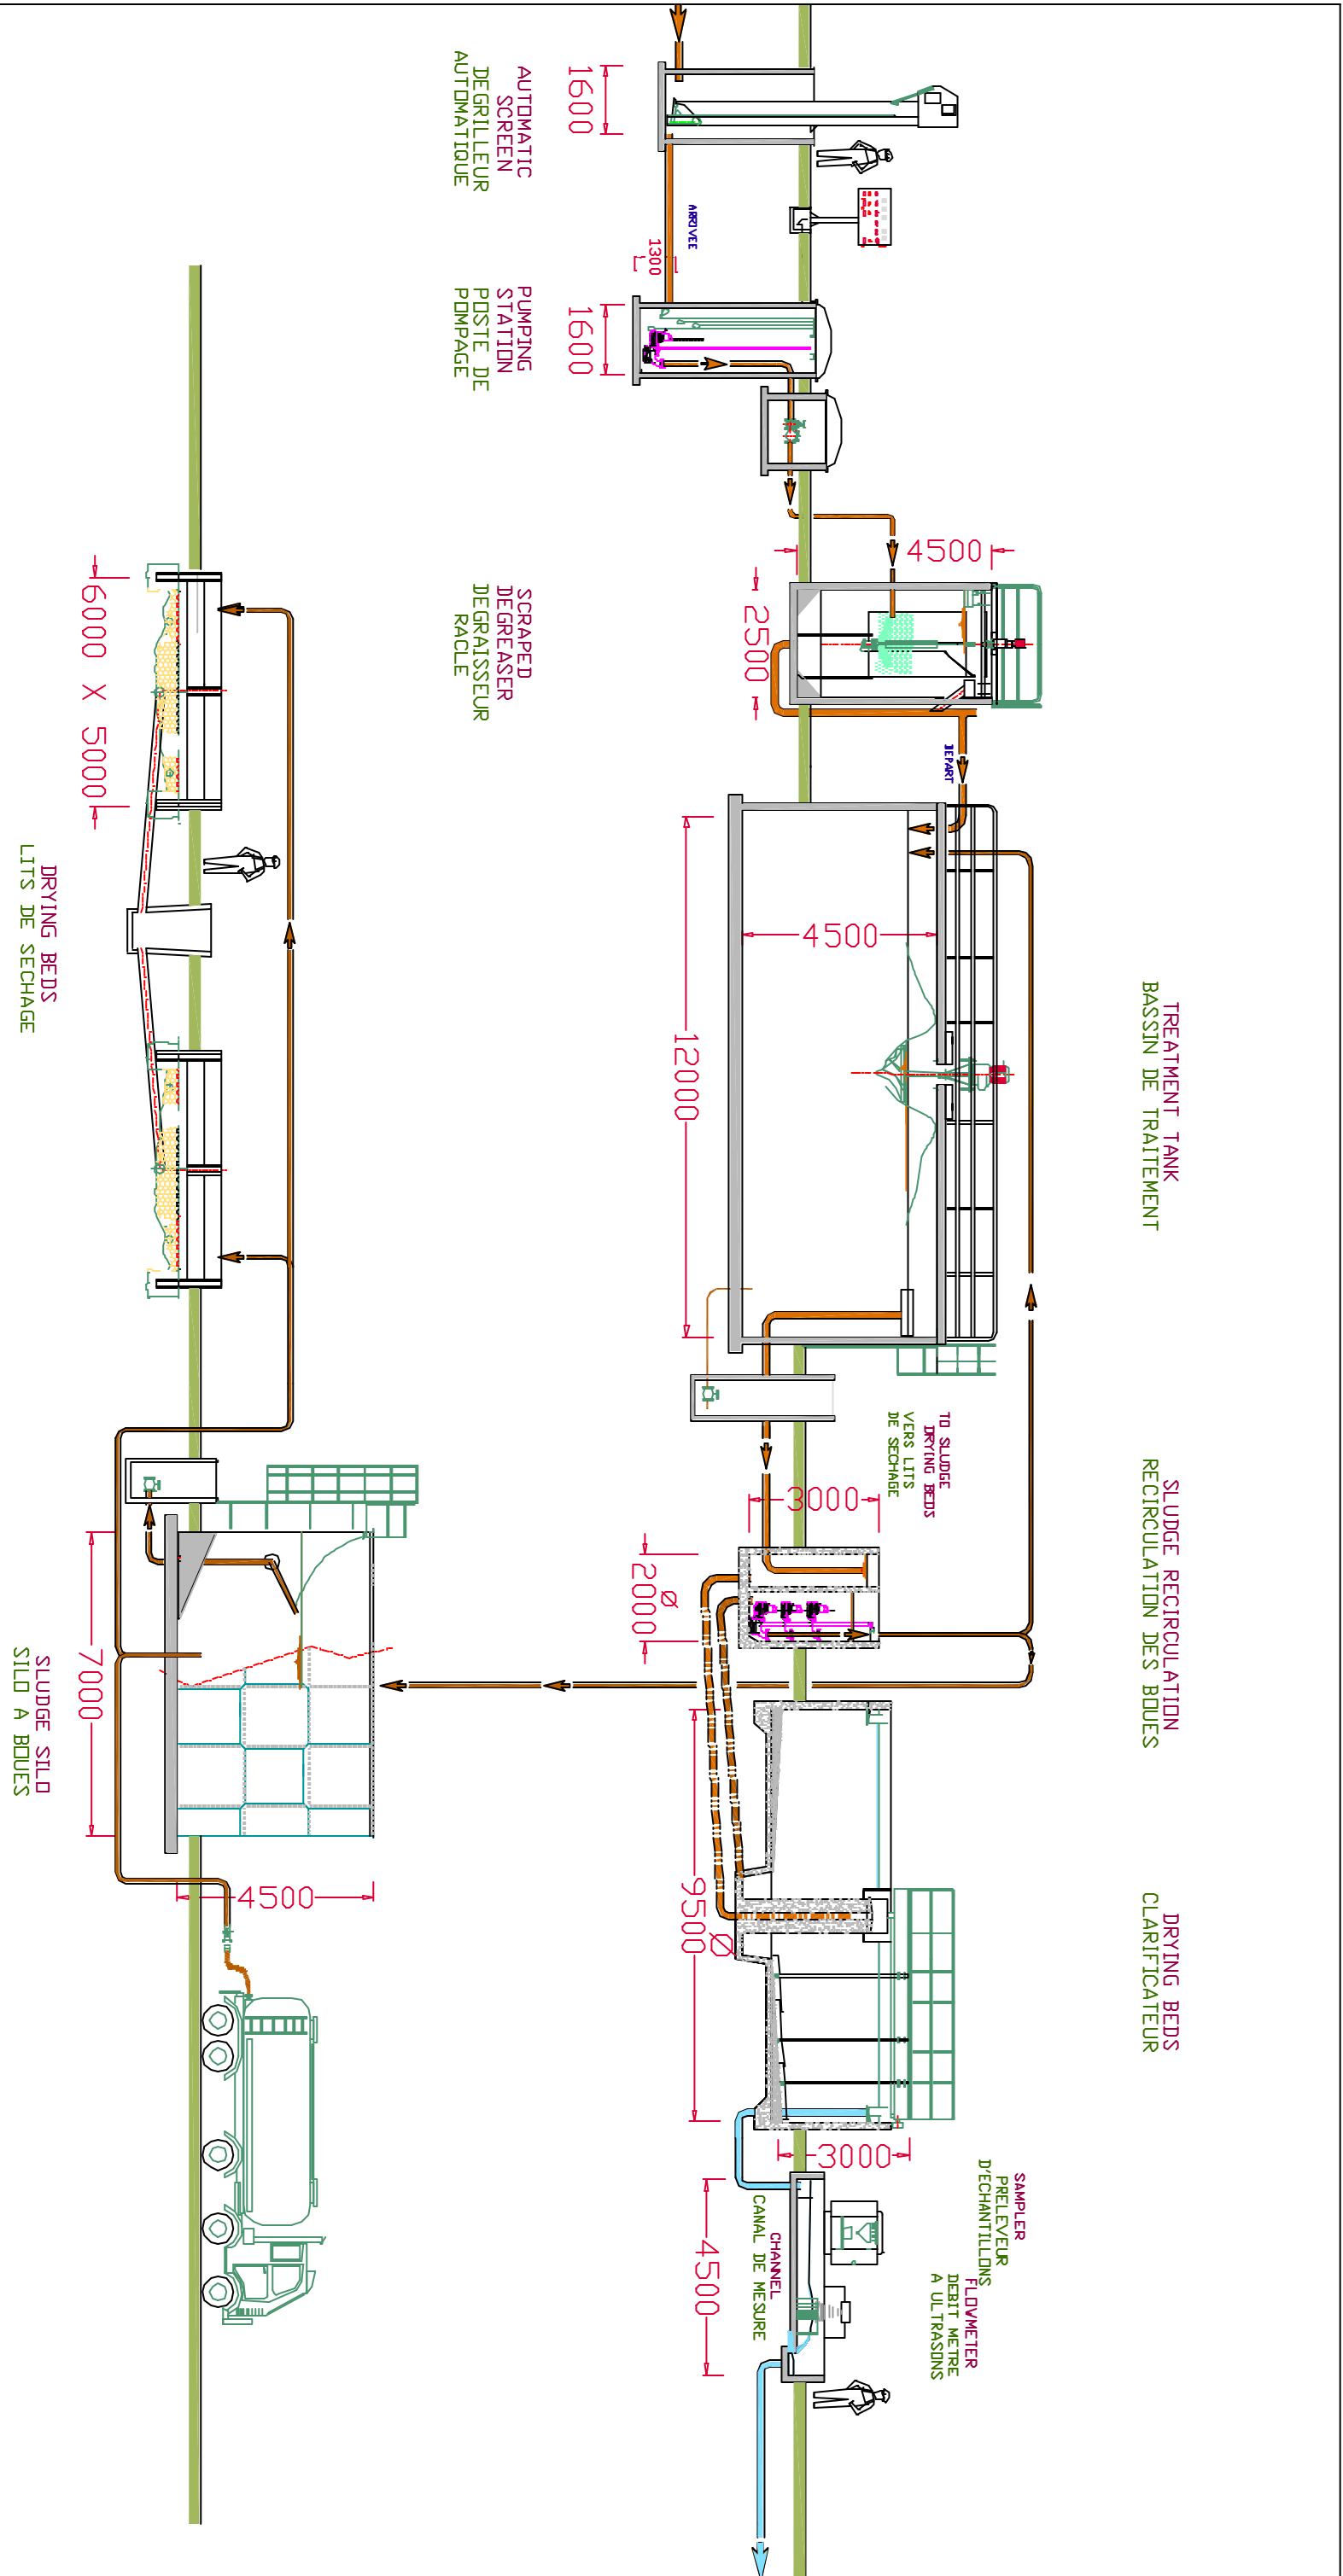 TREATMENT TANK
BASSIN DE TRAITEMENT
SLUDGE RECIRCULATION
RECIRCULATION DES BOUES
DRYING BEDS
CLARIFICATEUR
SAMPLER
PRELEVEUR
D'ECHANTILLONS
FLOWMETER
DEBIT METRE
A ULTRASONS
4500
DEPART
TO SLUDGE
DRYING BEDS
VERS LITS
DE SECHAGE
4500
3000
3000
CHANNEL
CANAL DE MESURE
ARRIVEE
1300
2500
12000
Ø
2000
Ø
9500
4500
1600
1600
AUTOMATIC
SCREEN
DEGRILLEUR
AUTOMATIQUE
PUMPING
STATION
POSTE DE
POMPAGE
SCRAPED
DEGREASER
DEGRAISSEUR
RACLE
4500
6000 X 5000
7000
DRYING BEDS
LITS DE SECHAGE
SLUDGE SILO
SILO A BOUES